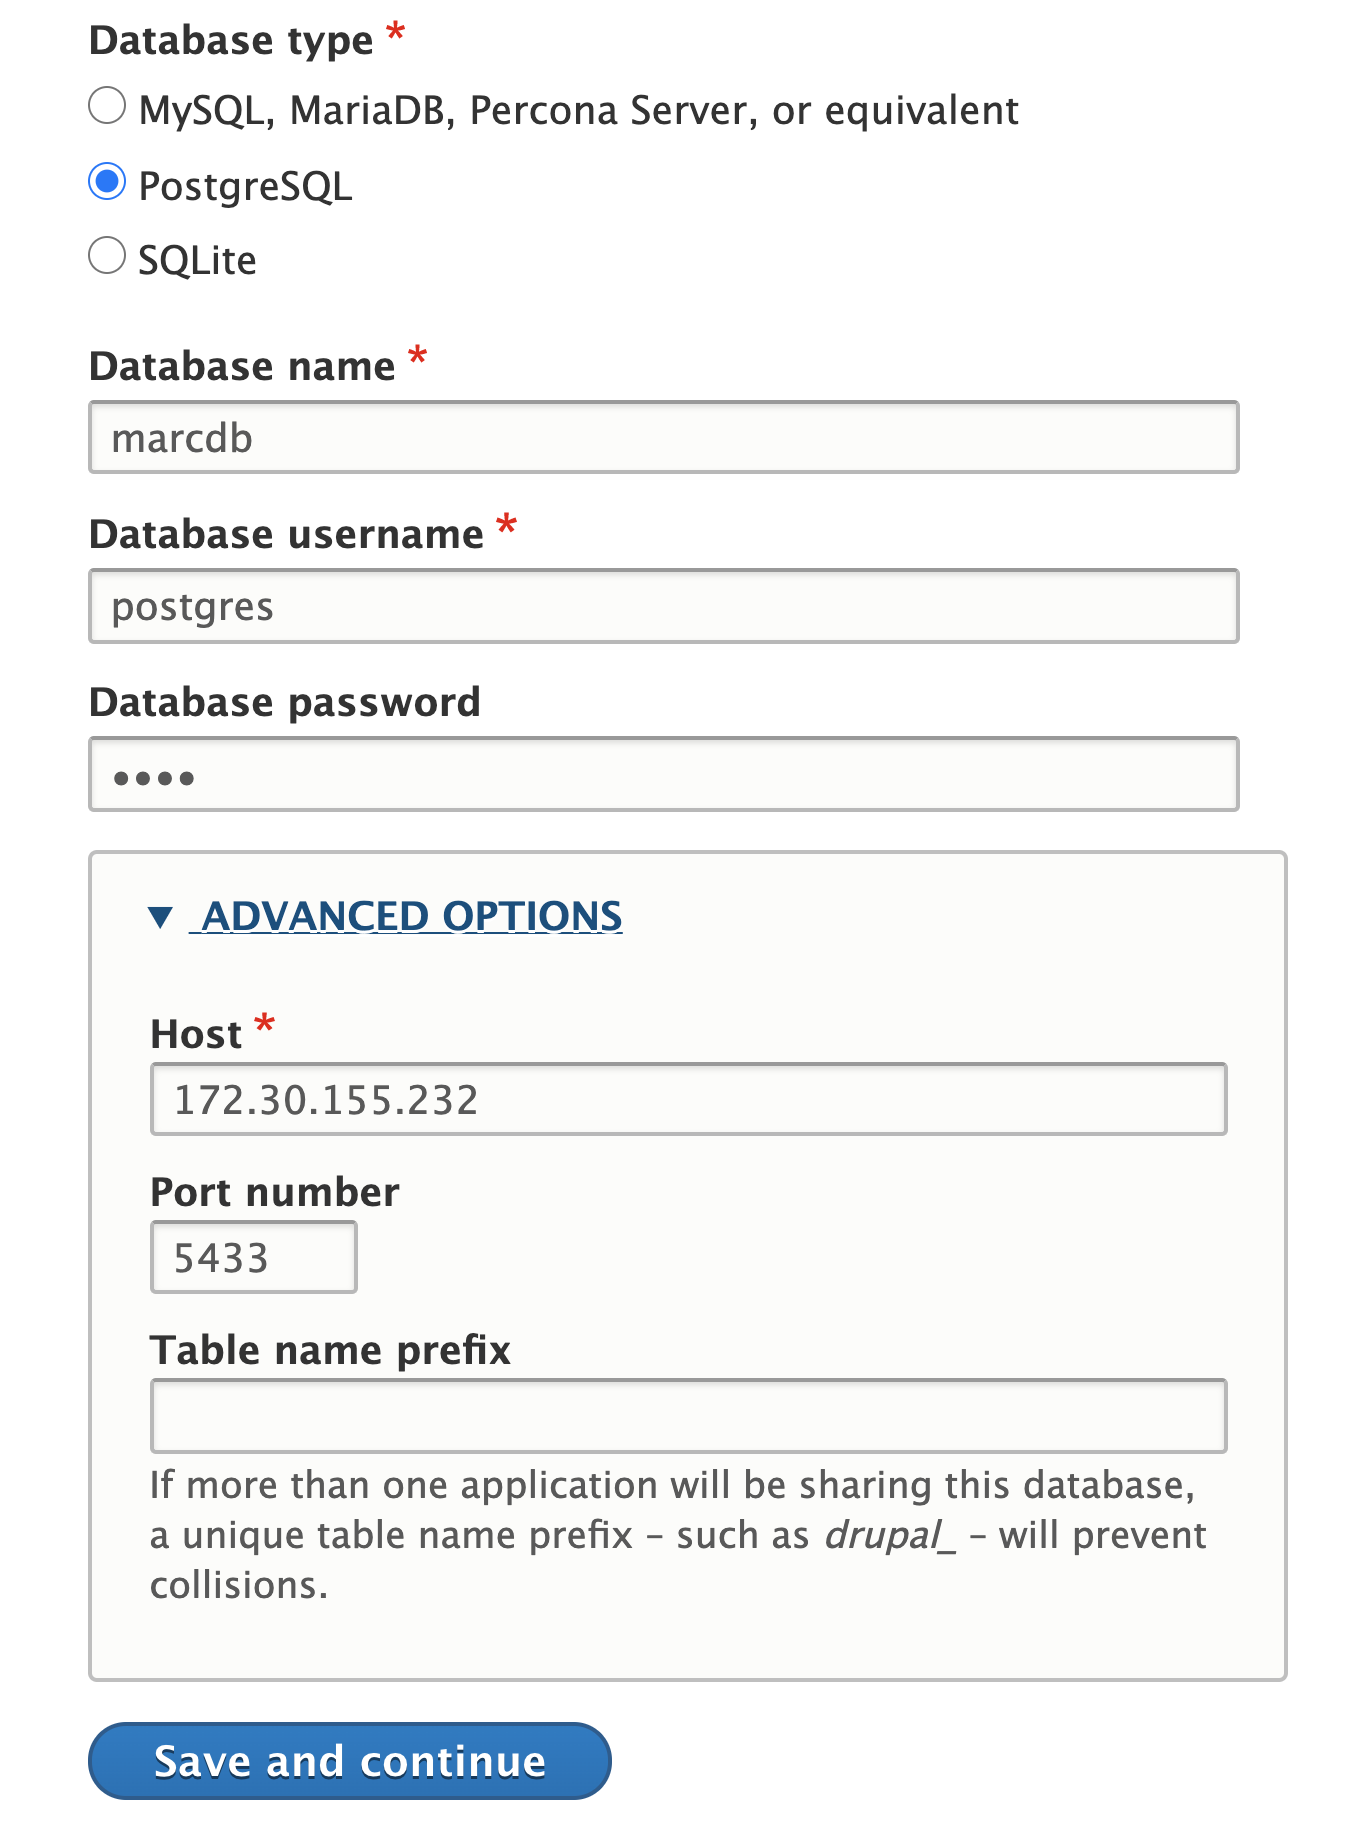 Database type *
MySQL, MariaDB, Percona Server, or equivalent
PostgreSQL
SQLite
Database name *
marcdb
Database username *
postgres
Database password
••••
▼ ADVANCED OPTIONS
Host *
172.30.155.232
Port number
5433
Table name prefix
If more than one application will be sharing this database,
a unique table name prefix – such as drupal_ – will prevent
collisions.
Save and continue